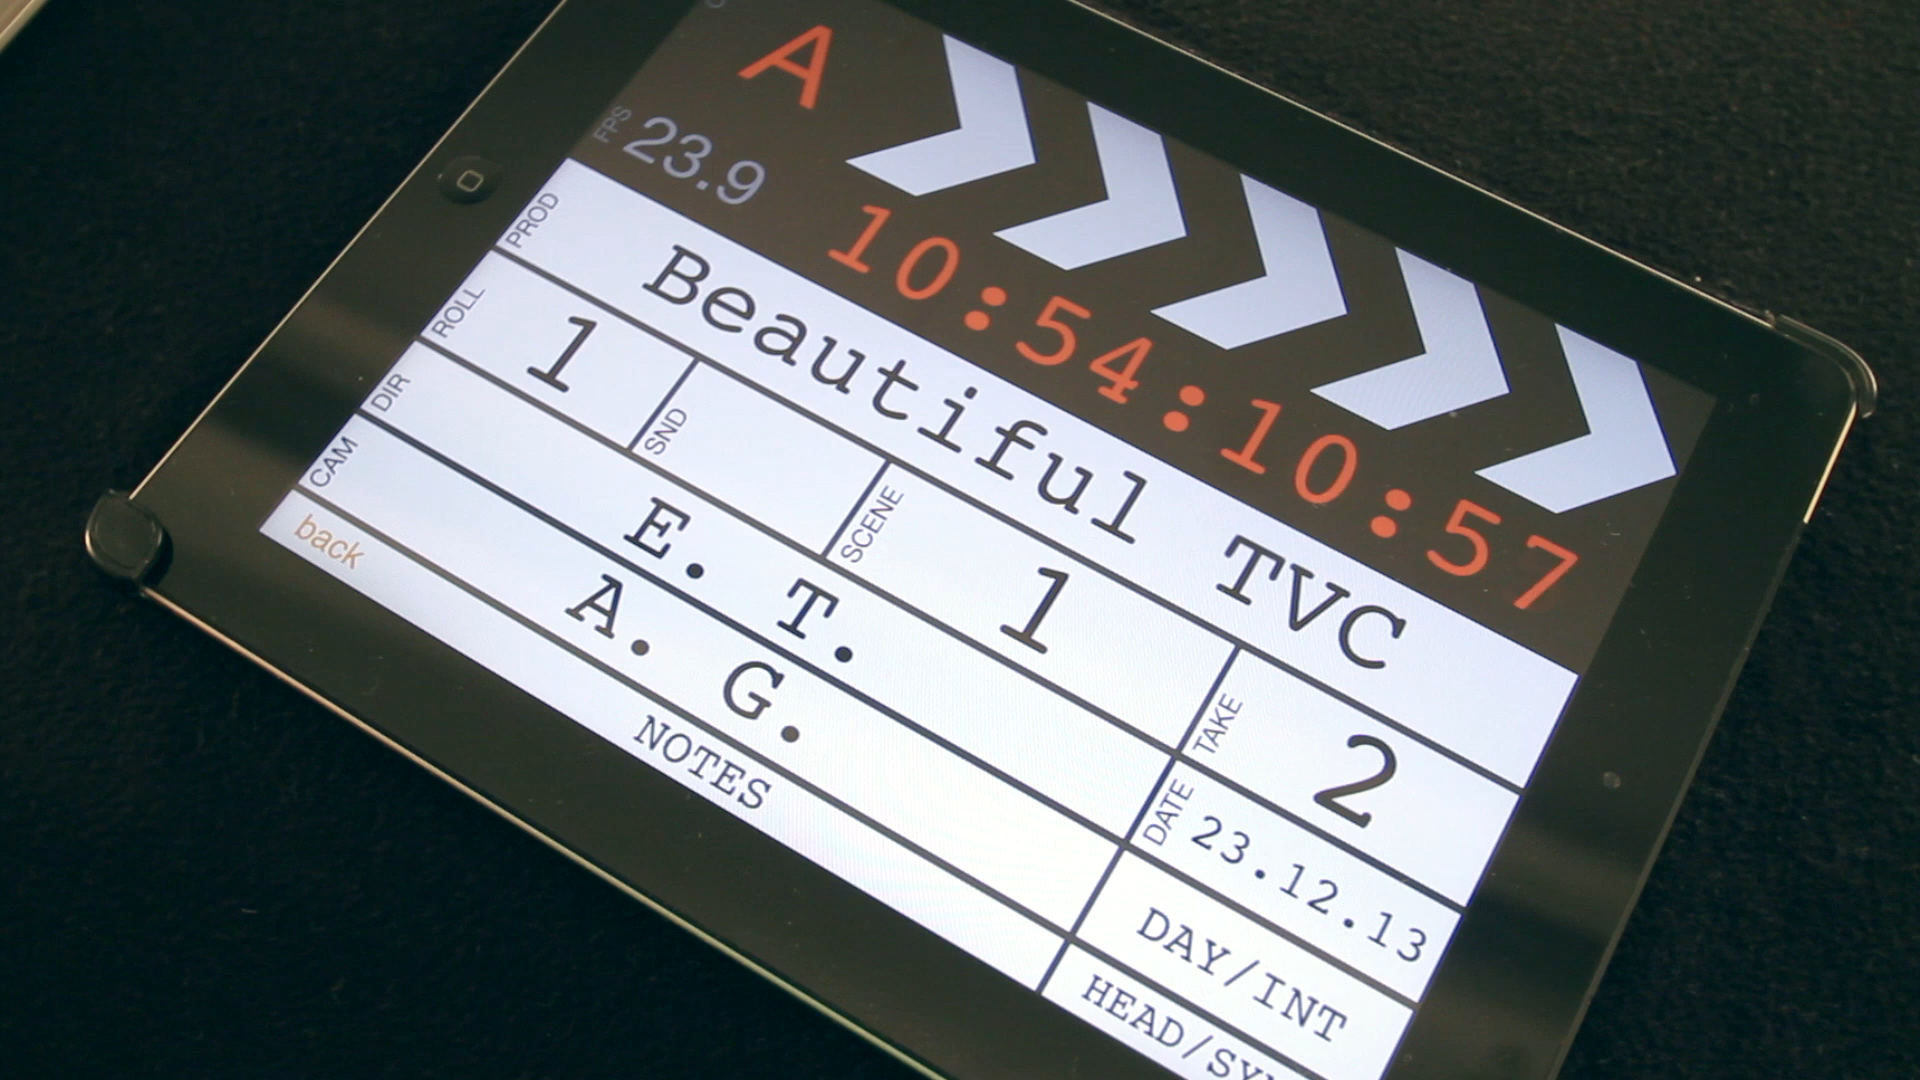 A
FPS 23.9
10:54:10:57
PROD Beautiful TVC
ROLL 1
SND
SCENE 1
TAKE 2
DIR E. T.
DATE 23.12.13
CAM A. G.
DAY/INT
back
NOTES